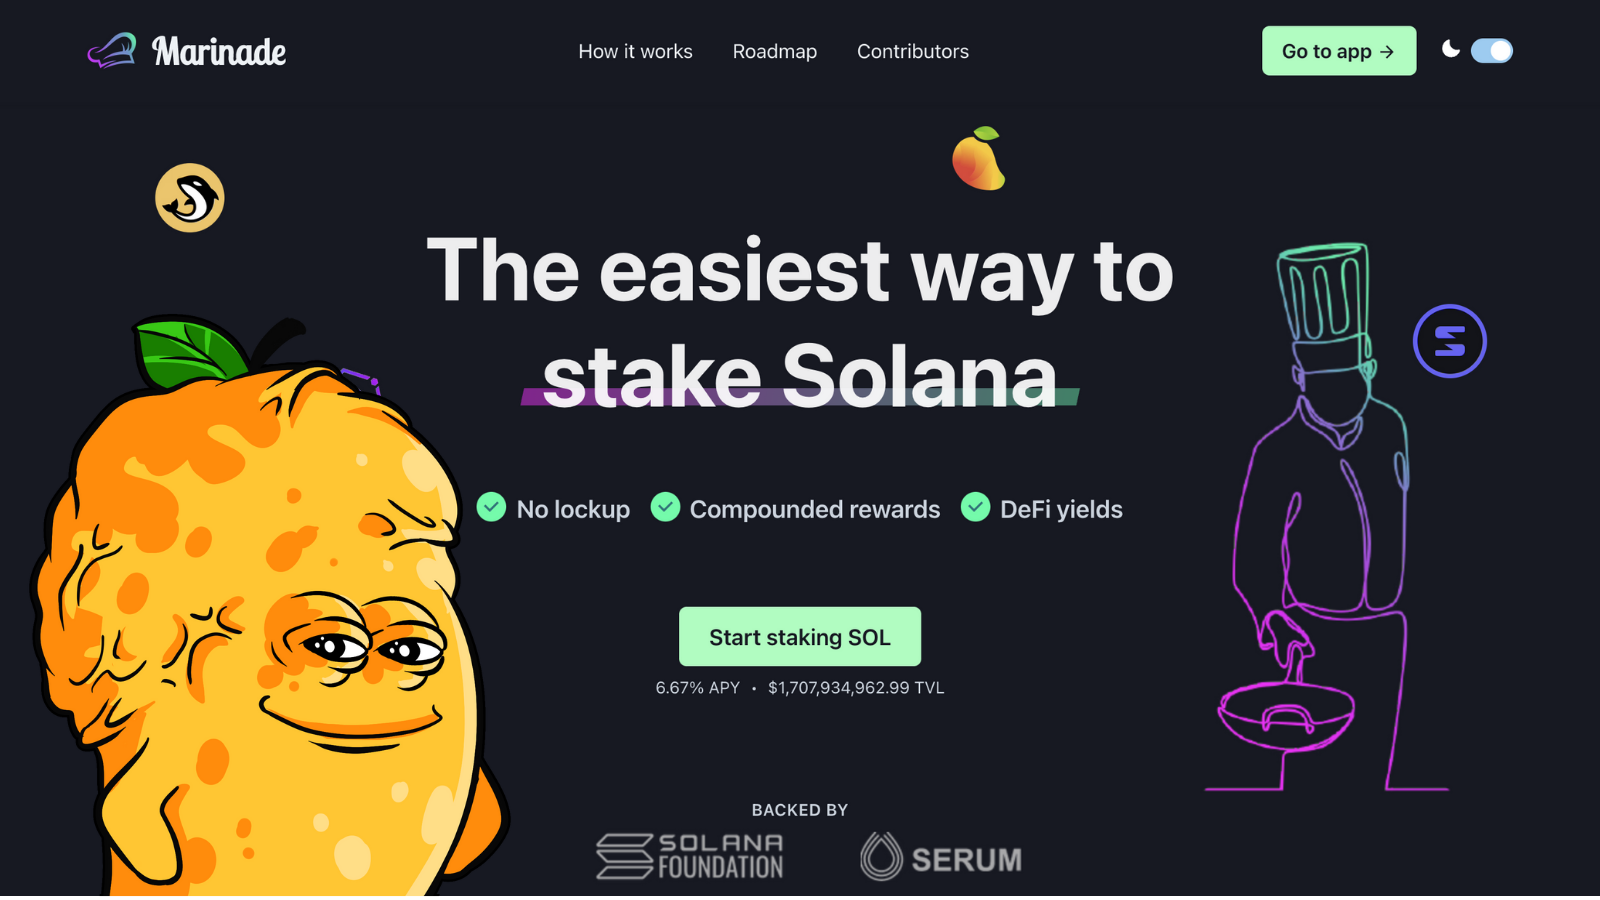 Marinade
How it works
Roadmap
Contributors
Go to app →
The easiest way to
stake Solana
No lockup
Compounded rewards
DeFi yields
Start staking SOL
6.67% APY • $1,707,934,962.99 TVL
BACKED BY
SOLANA
FOUNDATION
SERUM